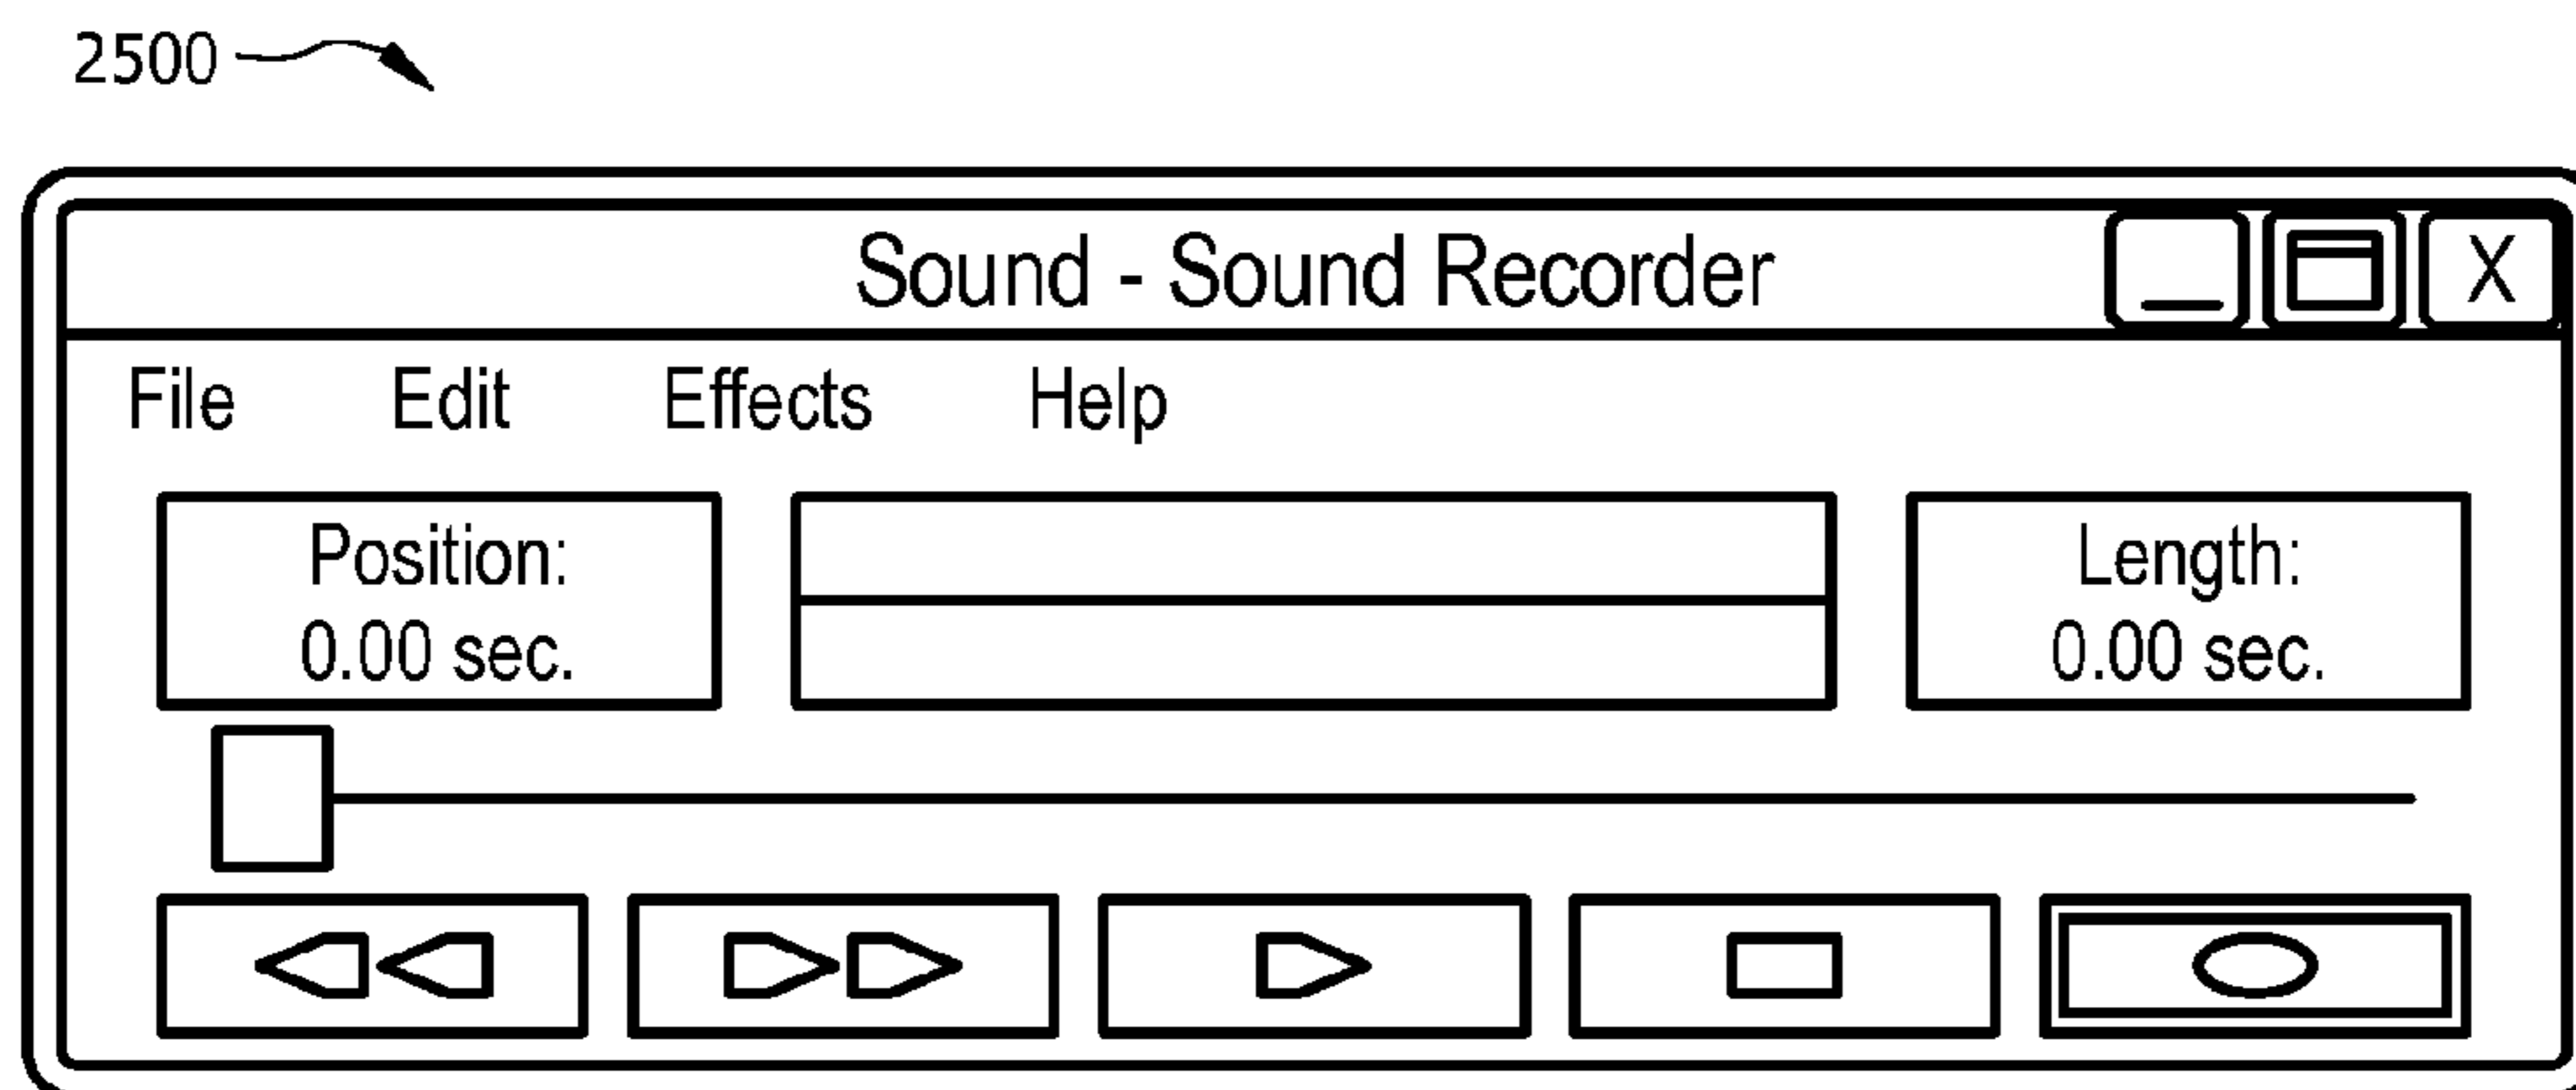 2500
Sound - Sound Recorder X
File Edit Effects Help
Position: Length:
0.00 sec. 0.00 sec.